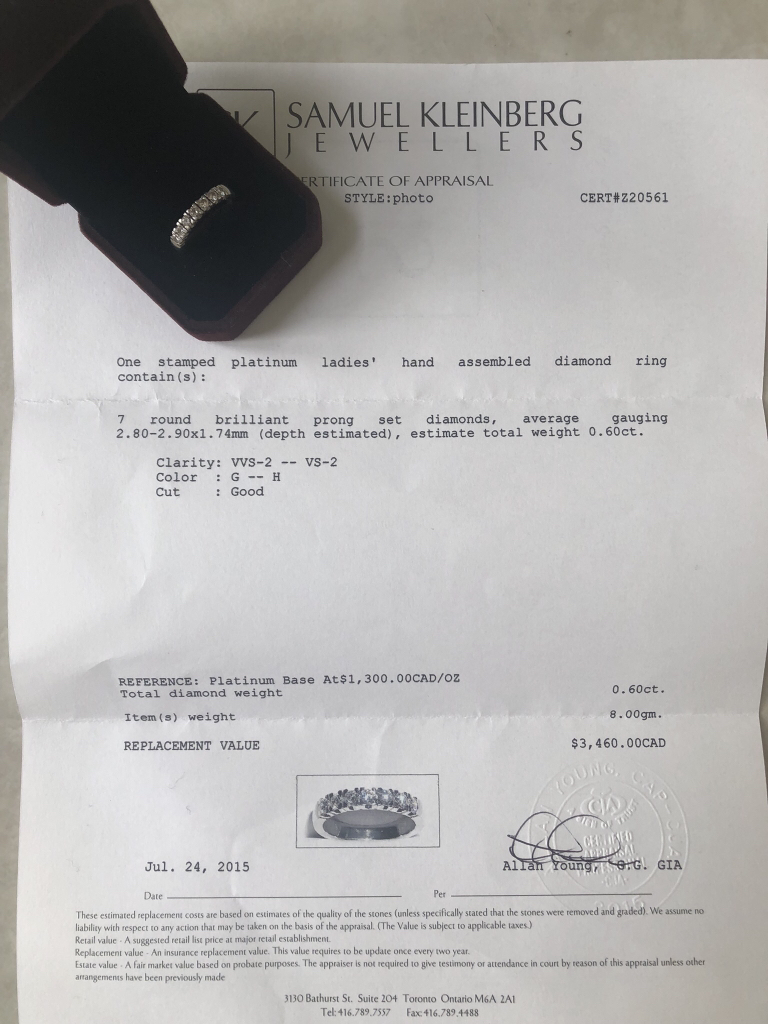 K
SAMUEL KLEINBERG
JEWELLERS
ERTIFICATE OF APPRAISAL
STYLE:photo CERT#Z20561
One stamped platinum ladies' hand assembled diamond ring
contain(s):
7 round brilliant prong set diamonds, average gauging
2.80-2.90x1.74mm (depth estimated), estimate total weight 0.60ct.
Clarity: VVS-2 -- VS-2
Color : G -- H
Cut : Good
REFERENCE: Platinum Base At$1,300.00CAD/OZ
Total diamond weight 0.60ct.
Item(s) weight 8.00gm.
REPLACEMENT VALUE $3,460.00CAD
Jul. 24, 2015
Allan Young, G.G. GIA
Date Per
These estimated replacement costs are based on estimates of the quality of the stones (unless specifically stated that the stones were removed and graded). We assume no
liability with respect to any action that may be taken on the basis of the appraisal. (The Value is subject to applicable taxes.)
Retail value - A suggested retail list price at major retail establishment.
Replacement value - An insurance replacement value. This value requires to be update once every two year.
Estate value - A fair market value based on probate purposes. The appraiser is not required to give testimony or attendance in court by reason of this appraisal unless other
arrangements have been previously made
3130 Bathurst St. Suite 204 Toronto Ontario M6A 2A1
Tel: 416.789.7557 Fax: 416.789.4488